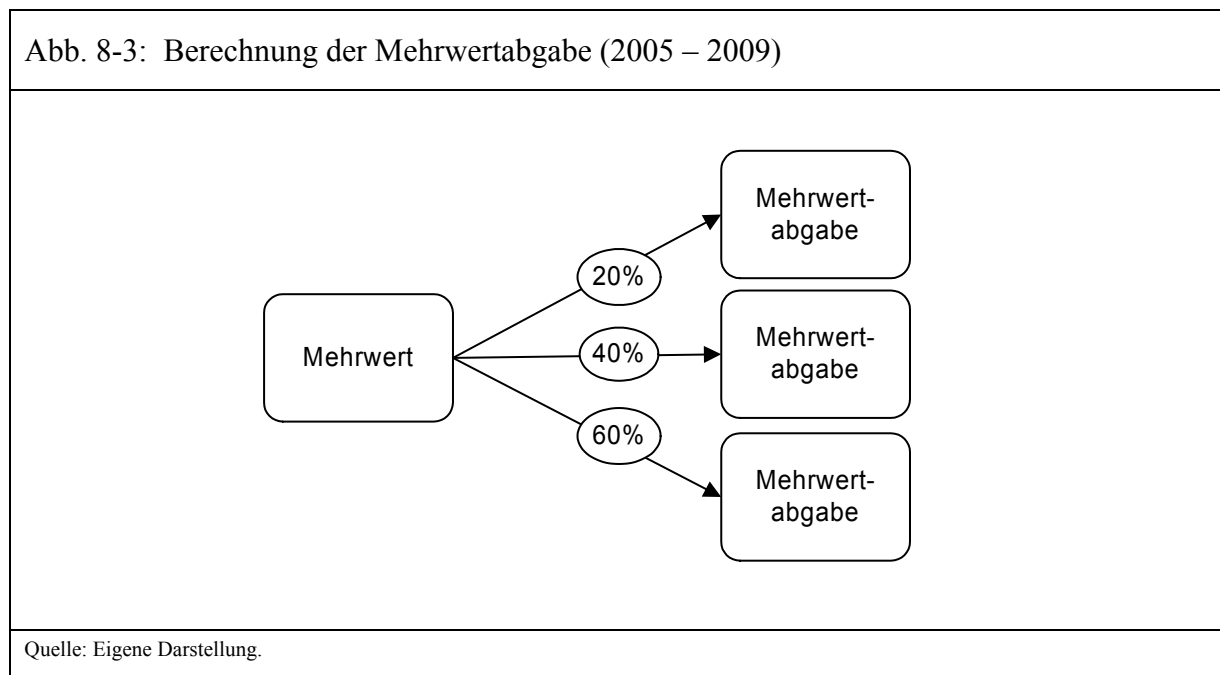 Abb. 8-3: Berechnung der Mehrwertabgabe (2005 – 2009)
Mehrwert-
abgabe
20%
Mehrwert
40%
Mehrwert-
abgabe
60%
Mehrwert-
abgabe
Quelle: Eigene Darstellung.